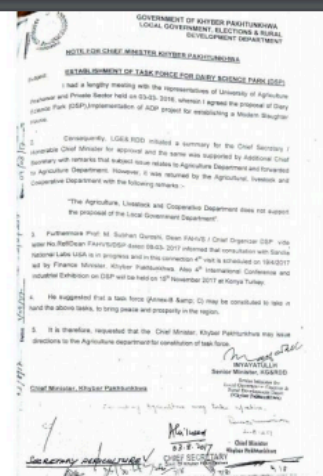 GOVERNMENT OF KHYBER PAKHTUNKHWA
LOCAL GOVERNMENT, ELECTIONS & RURAL
DEVELOPMENT DEPARTMENT
NOTE FOR CHIEF MINISTER KHYBER PAKHTUNKHWA
Subject: ESTABLISHMENT OF TASK FORCE FOR DAIRY SCIENCE PARK (DSP)
I had a lengthy meeting with the representatives of University of Agriculture
Peshawar and Private Sector held on 03-03-2016, wherein I agreed the proposal of Dairy
Science Park (DSP), implementation of ADP project for establishing a Modern Slaughter
House.
2. Consequently, LGE&RDD initiated a summary for the Chief Secretary /
Honorable Chief Minister for approval and the same was supported by Additional Chief
Secretary with remarks that subject issue relates to Agriculture Department and forwarded
to Agriculture Department. However, it was returned by the Agricultural, livestock and
Cooperative Department with the following remarks :-
"The Agriculture, Livestock and Cooperative Department does not support
the proposal of the Local Government Department".
3. Furthermore Prof. M. Subhan Qureshi, Dean FAHVS / Chief Organizer DSP vide
letter No. FAHVS/DSP dated 09-03-2017 informed that consultation with Sandia
National Labs USA is in progress and in this connection 4th visit is scheduled on 19/4/2017
led by Finance Minister, Khyber Pakhtunkhwa. Also 4th International Conference and
Industrial Exhibition on DSP will be held on 18th November 2017 at Konya Turkey.
4. He suggested that a task force (Annex-B & C) may be constituted to take in
hand the above tasks, to bring peace and prosperity in the region.
5. It is therefore, requested that the Chief Minister, Khyber Pakhtunkhwa may issue
directions to the Agriculture department for constitution of task force.
INYATULLH
Senior Minister, LG&RDD
Chief Minister, Khyber Pakhtunkhwa
Chief Minister
Khyber Pakhtunkhwa
CHIEF SECRETARY
SECRETARY AGRICULTURE